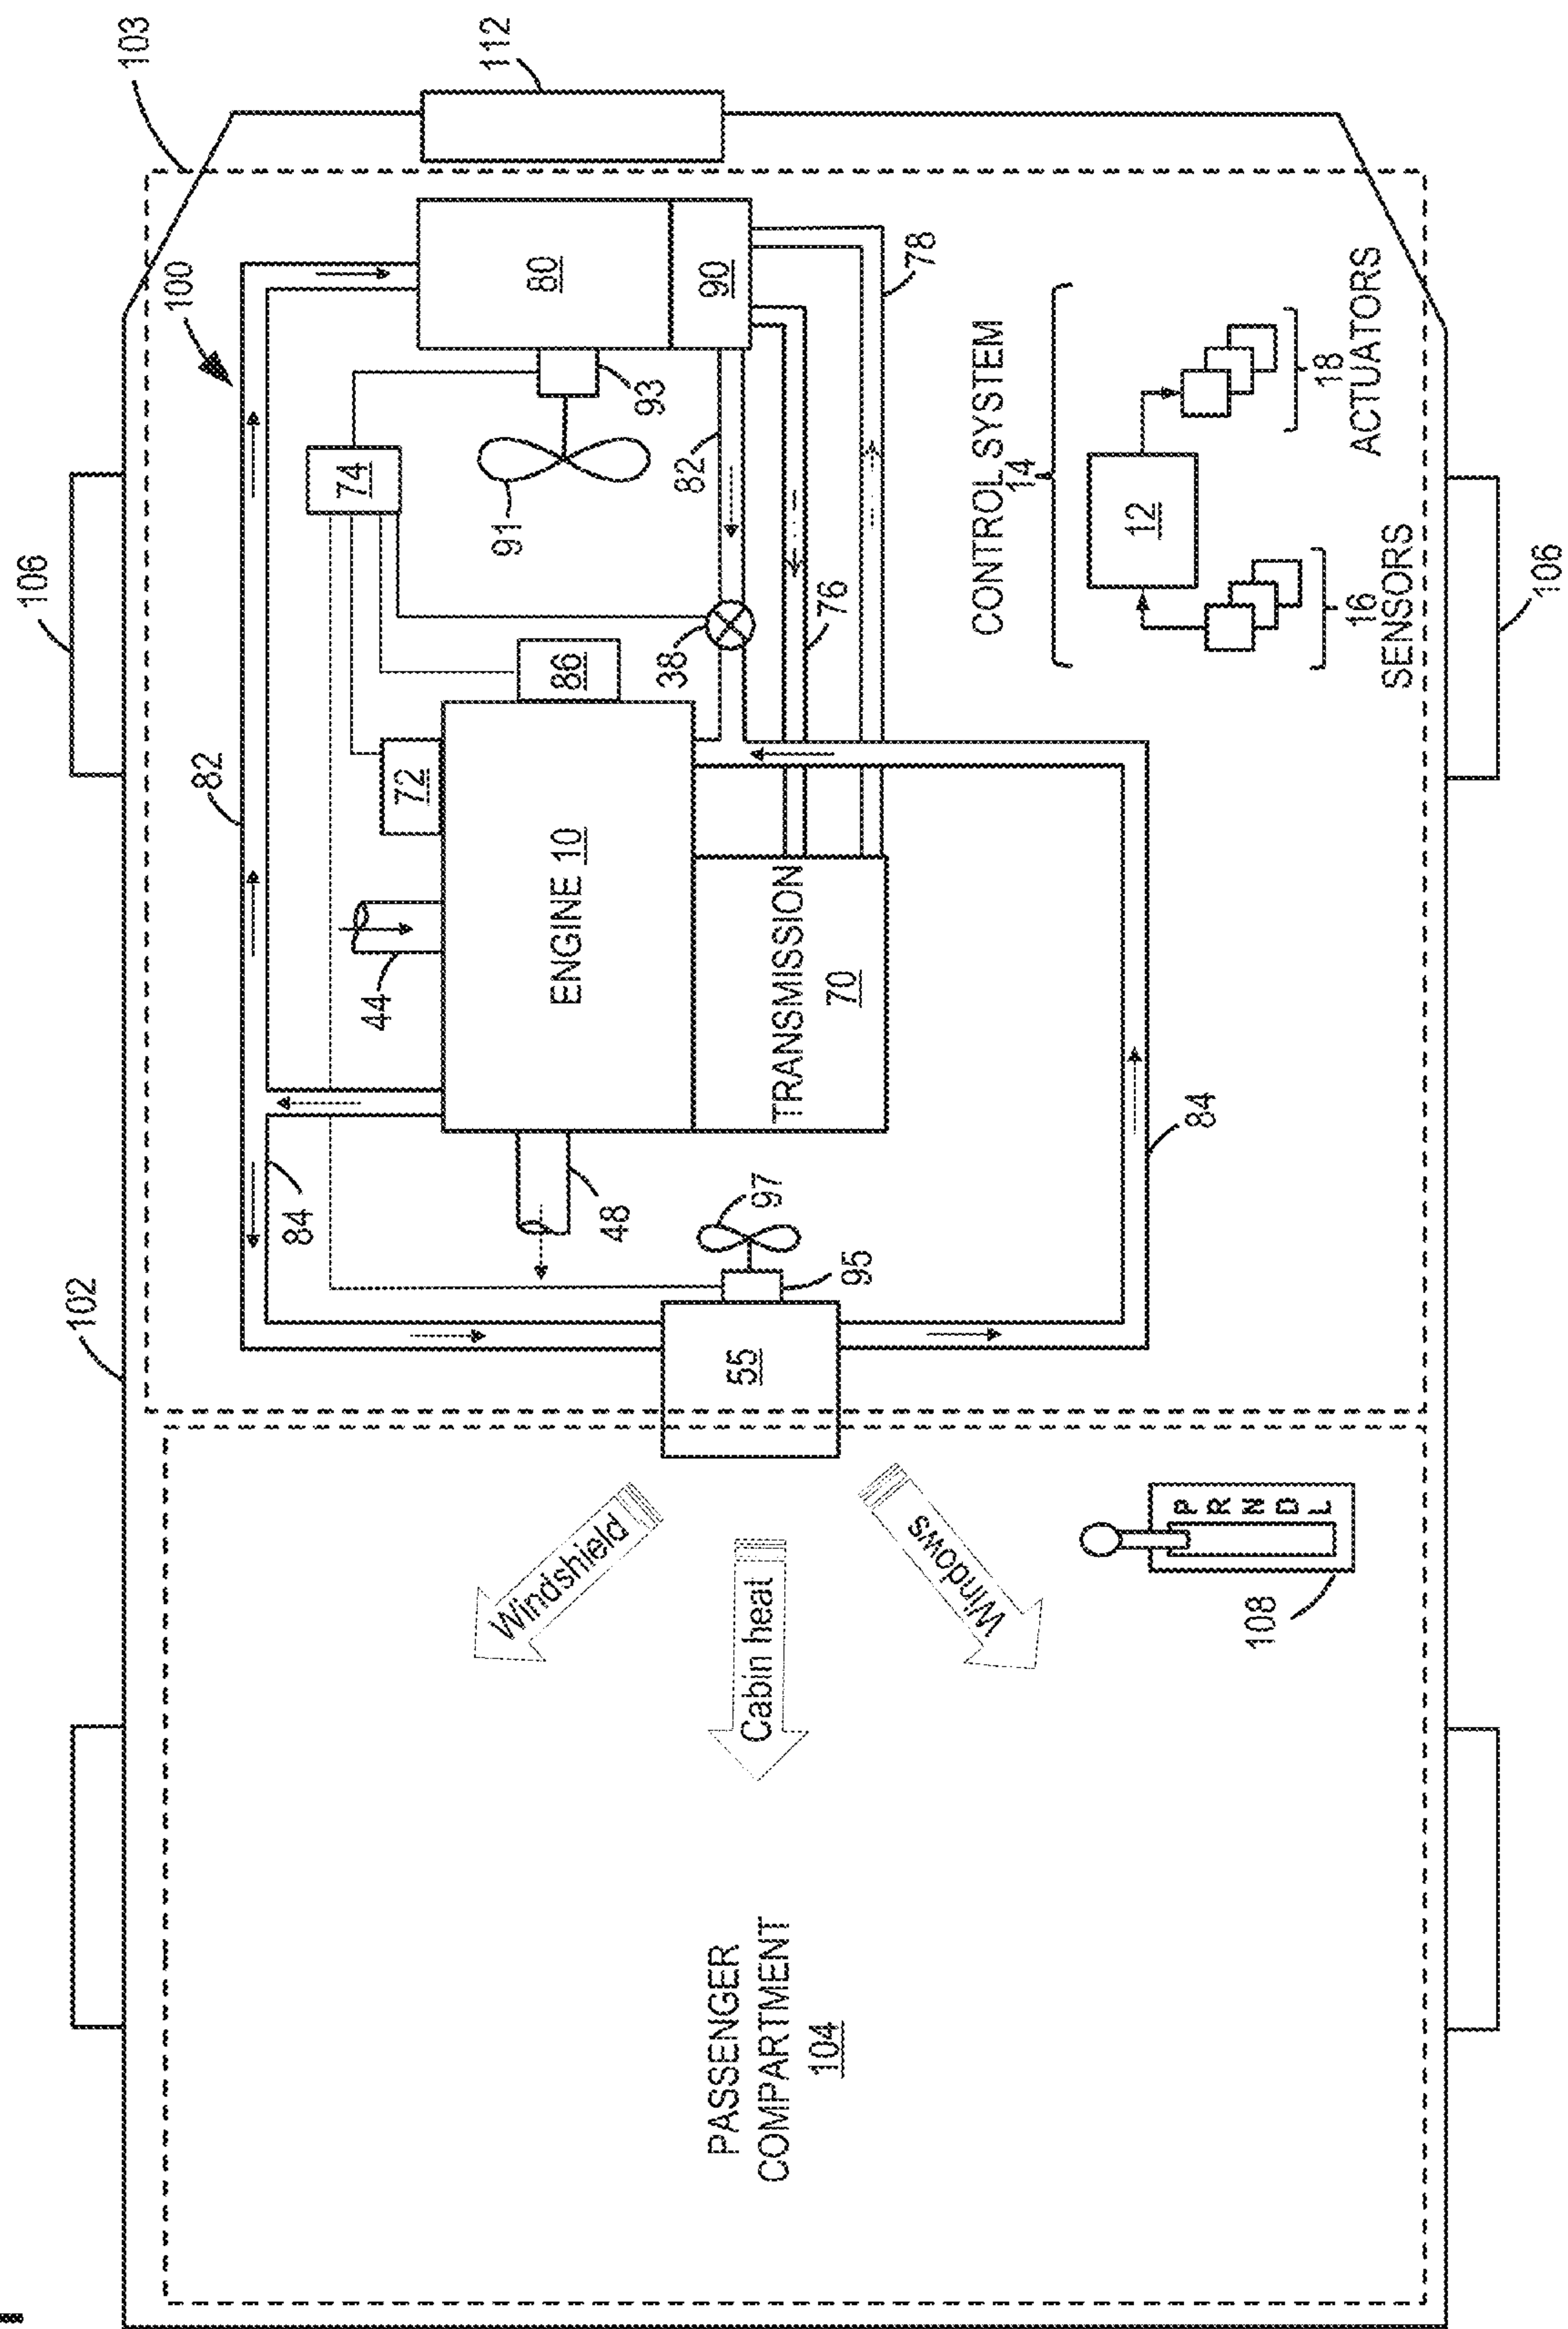 106
103
112
102
82
100
84
44
72
74
80
90
86
91
93
48
ENGINE 10
38
82
97
95
55
TRANSMISSION
70
76
78
84
Windshield
Cabin heat
Windows
PASSENGER
COMPARTMENT
104
108
P
R
N
D
L
CONTROL SYSTEM
14
12
16
SENSORS
18
ACTUATORS
106